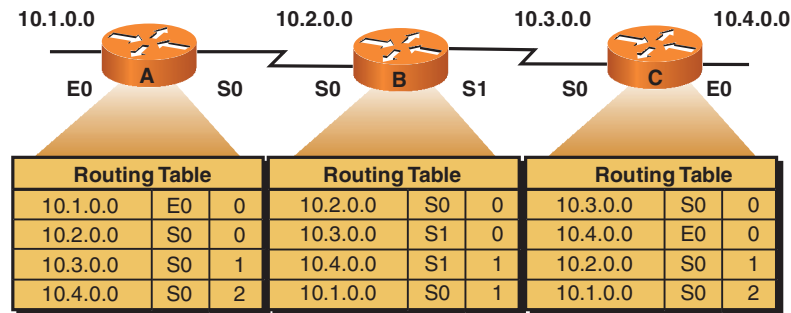 10.1.0.0 10.2.0.0 10.3.0.0 10.4.0.0
A B C
E0 S0 S0 S1 S0 E0
Routing Table
10.1.0.0 E0 0
10.2.0.0 S0 0
10.3.0.0 S0 1
10.4.0.0 S0 2
Routing Table
10.2.0.0 S0 0
10.3.0.0 S1 0
10.4.0.0 S1 1
10.1.0.0 S0 1
Routing Table
10.3.0.0 S0 0
10.4.0.0 E0 0
10.2.0.0 S0 1
10.1.0.0 S0 2